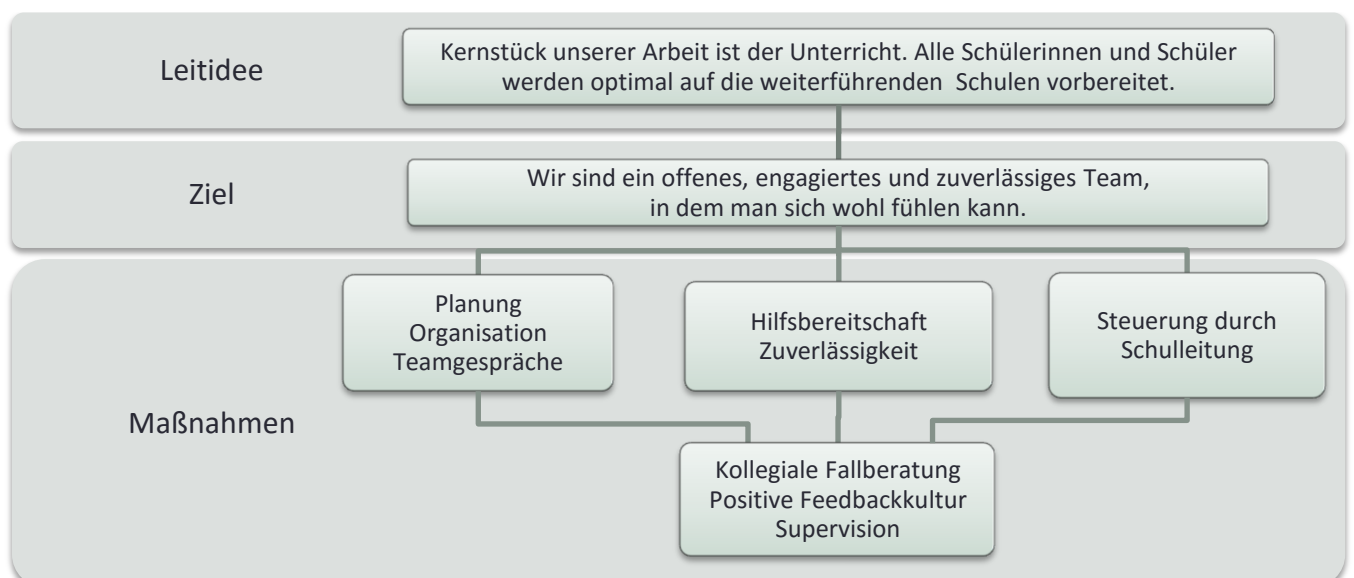 Leitidee
Kernstück unserer Arbeit ist der Unterricht. Alle Schülerinnen und Schüler
werden optimal auf die weiterführenden  Schulen vorbereitet.
Ziel
Wir sind ein offenes, engagiertes und zuverlässiges Team,
in dem man sich wohl fühlen kann.
Maßnahmen
Planung
Organisation
Teamgespräche
Hilfsbereitschaft
Zuverlässigkeit
Steuerung durch
Schulleitung
Kollegiale Fallberatung
Positive Feedbackkultur
Supervision